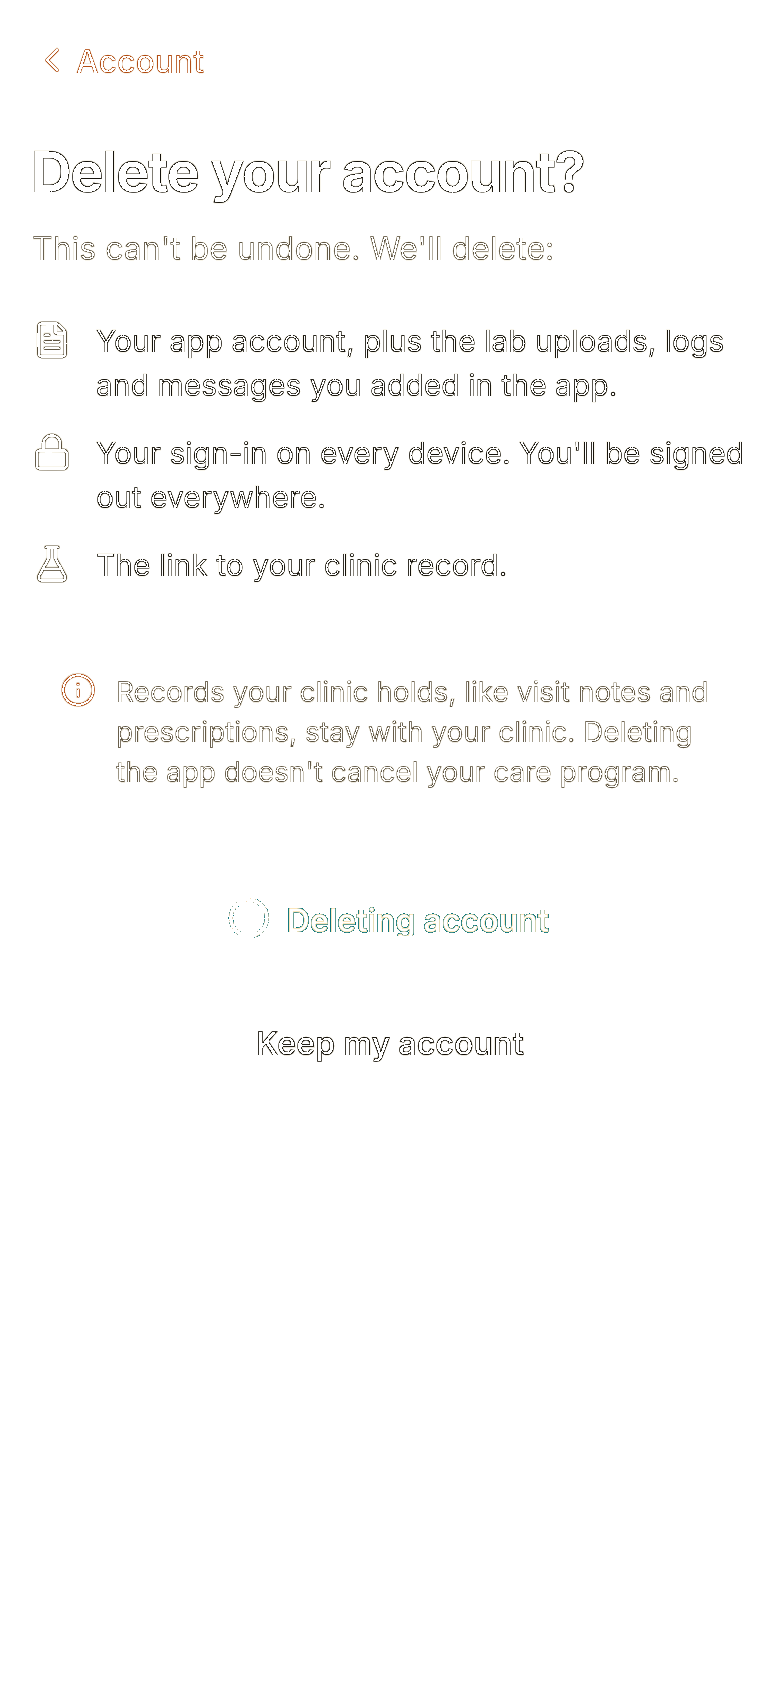 Account
Delete your account?
This can't be undone. We'll delete:
Your app account, plus the lab uploads, logs
and messages you added in the app.
Your sign-in on every device. You'll be signed
out everywhere.
The link to your clinic record.
Records your clinic holds, like visit notes and
prescriptions, stay with your clinic. Deleting
the app doesn't cancel your care program.
Deleting account
Keep my account